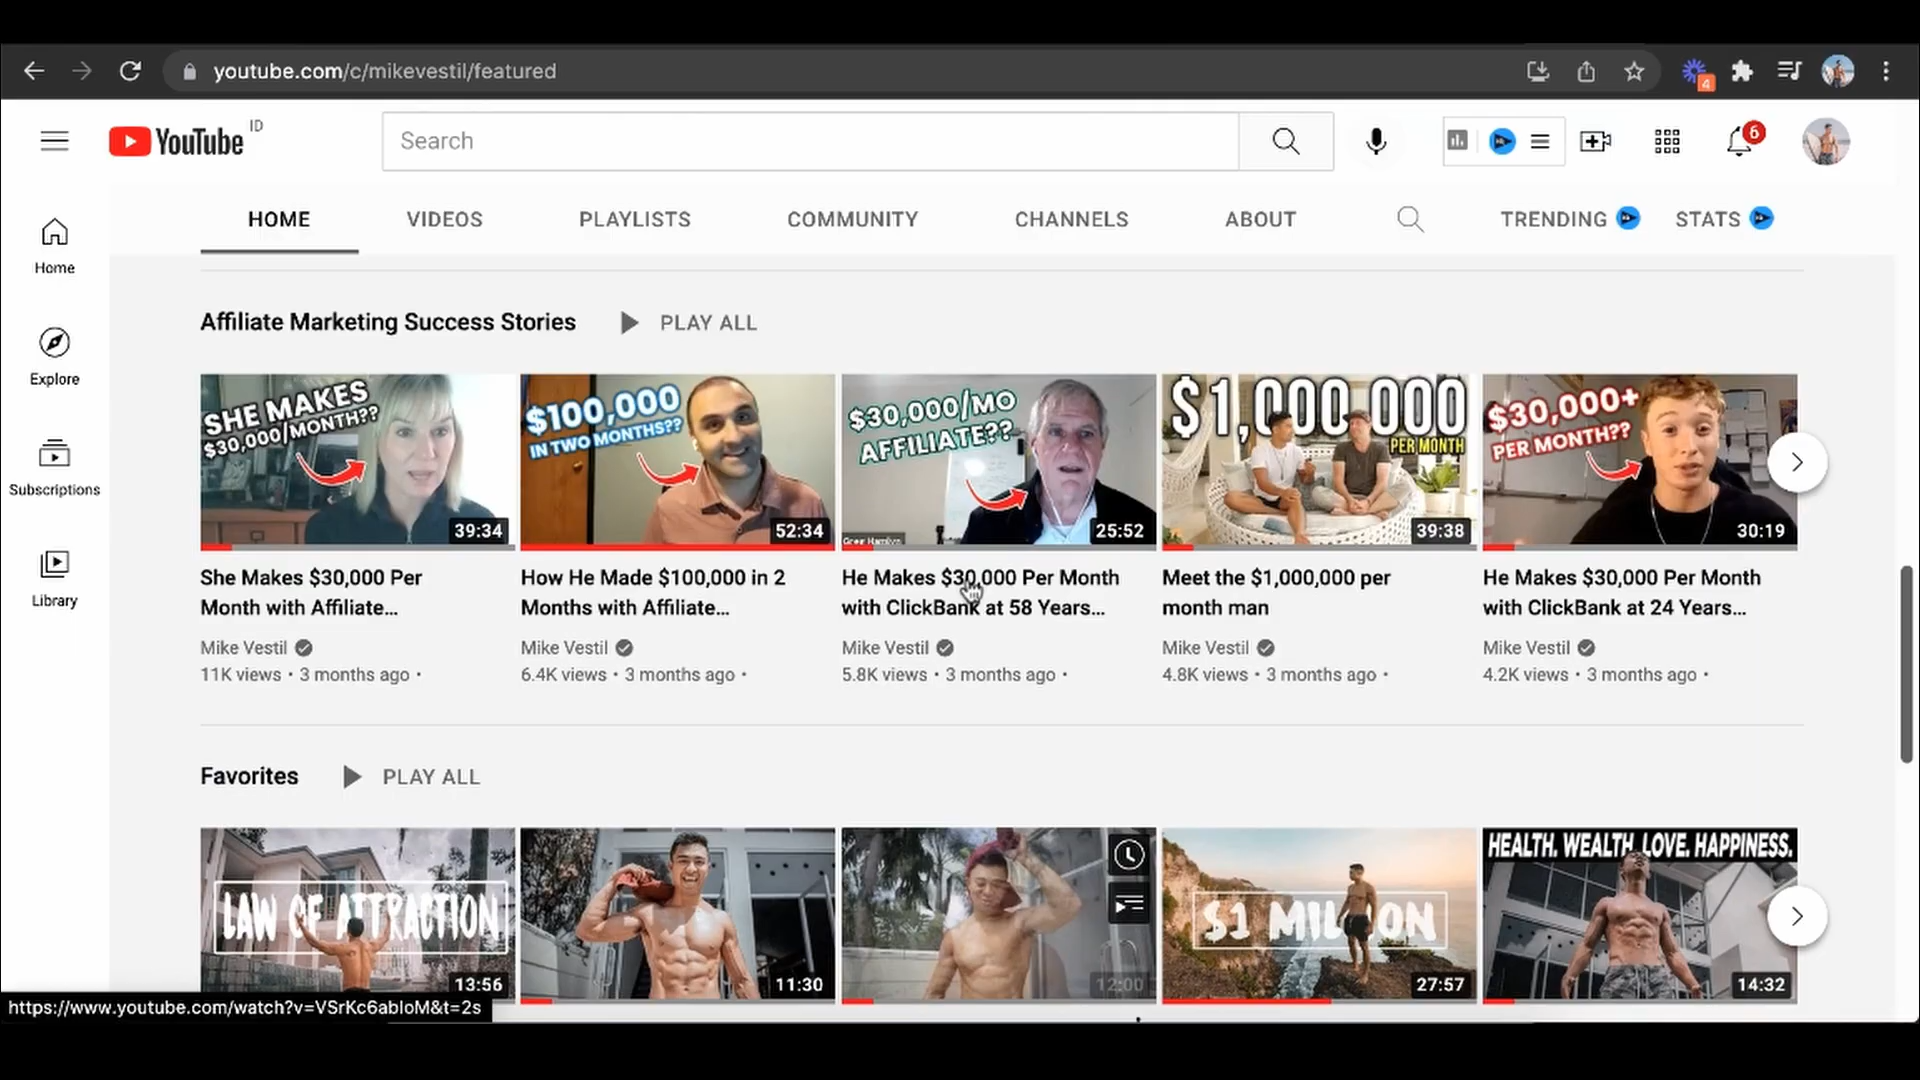 youtube.com/c/mikevestil/featured
4
YouTube ID
Search
6
HOME VIDEOS PLAYLISTS COMMUNITY CHANNELS ABOUT TRENDING STATS
Home
Explore
Subscriptions
Library
Affiliate Marketing Success Stories PLAY ALL
SHE MAKES
$30,000/MONTH??
39:34
$100,000
IN TWO MONTHS??
52:34
$30,000/MO
AFFILIATE??
Greg Hamlyn
25:52
$1,000,000
PER MONTH
39:38
$30,000+
PER MONTH??
30:19
She Makes $30,000 Per
Month with Affiliate...
Mike Vestil
11K views • 3 months ago •
How He Made $100,000 in 2
Months with Affiliate...
Mike Vestil
6.4K views • 3 months ago •
He Makes $30,000 Per Month
with ClickBank at 58 Years...
Mike Vestil
5.8K views • 3 months ago •
Meet the $1,000,000 per
month man
Mike Vestil
4.8K views • 3 months ago •
He Makes $30,000 Per Month
with ClickBank at 24 Years...
Mike Vestil
4.2K views • 3 months ago •
Favorites PLAY ALL
LAW OF ATTRACTION
13:56
11:30
12:00
$1 MILLION
27:57
HEALTH. WEALTH. LOVE. HAPPINESS.
14:32
https://www.youtube.com/watch?v=VSrKc6abIoM&t=2s